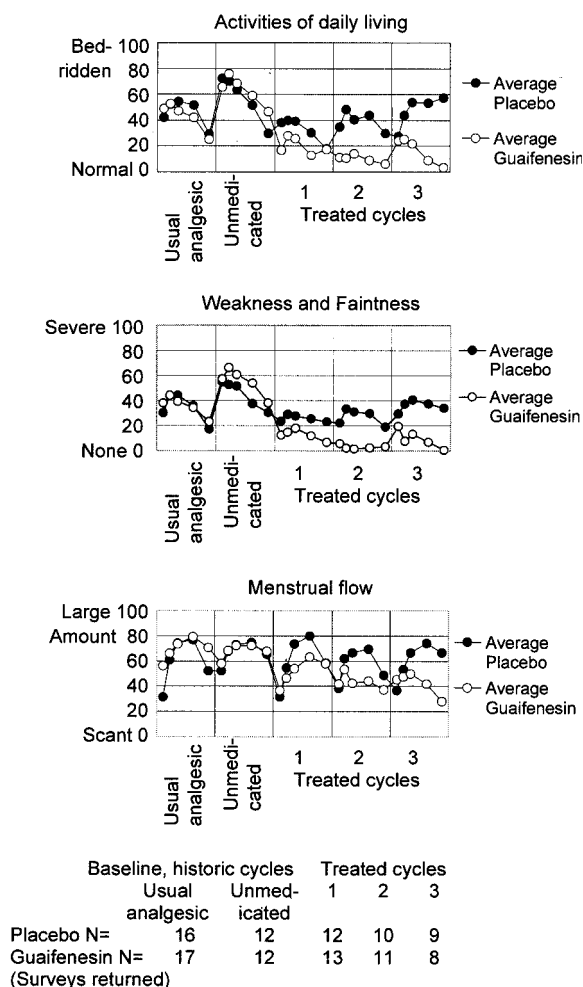 Activities of daily living
Bed-
ridden
100
80
60
40
20
Normal 0
Average
Placebo
Average
Guaifenesin
Usual
analgesic
Unmedi-
cated
1 2 3
Treated cycles
Weakness and Faintness
Severe 100
80
60
40
20
None 0
Average
Placebo
Average
Guaifenesin
Usual
analgesic
Unmedi-
cated
1 2 3
Treated cycles
Menstrual flow
Large 100
Amount 80
60
40
20
Scant 0
Average
Placebo
Average
Guaifenesin
Usual
analgesic
Unmedi-
cated
1 2 3
Treated cycles
Baseline, historic cycles Treated cycles
Usual Unmed- 1 2 3
analgesic icated
Placebo N= 16 12 12 10 9
Guaifenesin N= 17 12 13 11 8
(Surveys returned)